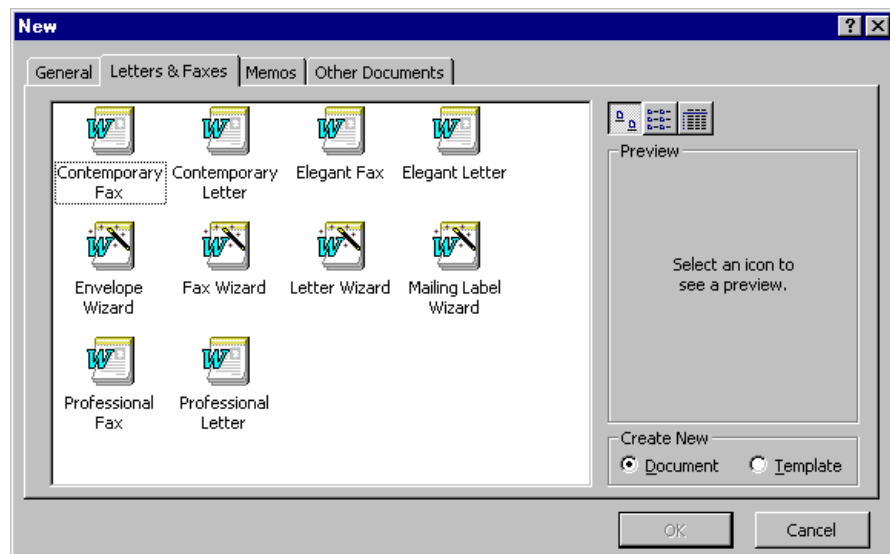 New
General Letters & Faxes Memos Other Documents
Contemporary Fax
Contemporary Letter
Elegant Fax
Elegant Letter
Envelope Wizard
Fax Wizard
Letter Wizard
Mailing Label Wizard
Professional Fax
Professional Letter
Preview
Select an icon to
see a preview.
Create New
Document Template
OK Cancel